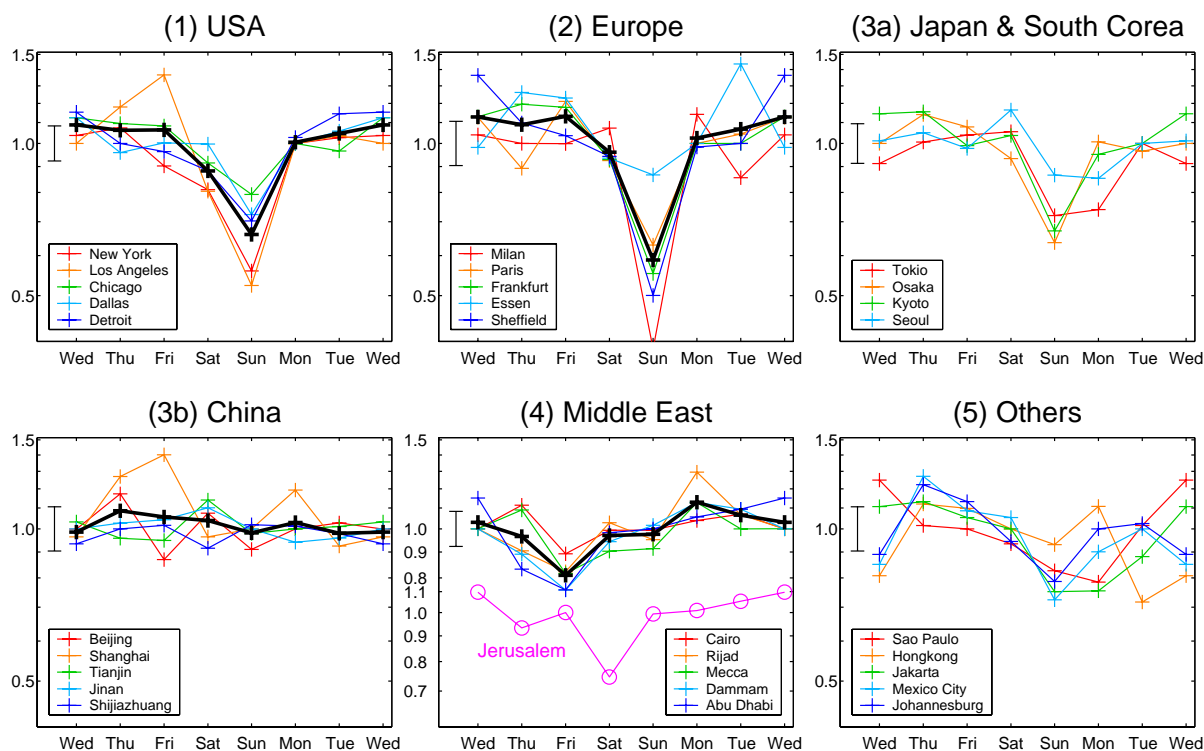 (1) USA
1.5
1.0
0.5
New York
Los Angeles
Chicago
Dallas
Detroit
Wed Thu Fri Sat Sun Mon Tue Wed
(2) Europe
1.5
1.0
0.5
Milan
Paris
Frankfurt
Essen
Sheffield
Wed Thu Fri Sat Sun Mon Tue Wed
(3a) Japan & South Corea
1.5
1.0
0.5
Tokio
Osaka
Kyoto
Seoul
Wed Thu Fri Sat Sun Mon Tue Wed
(3b) China
1.5
1.0
0.5
Beijing
Shanghai
Tianjin
Jinan
Shijiazhuang
Wed Thu Fri Sat Sun Mon Tue Wed
(4) Middle East
1.5
1.0
0.9
0.8
1.1
1.0
0.9
0.8
0.7
Jerusalem
Cairo
Rijad
Mecca
Dammam
Abu Dhabi
Wed Thu Fri Sat Sun Mon Tue Wed
(5) Others
1.5
1.0
0.5
Sao Paulo
Hongkong
Jakarta
Mexico City
Johannesburg
Wed Thu Fri Sat Sun Mon Tue Wed